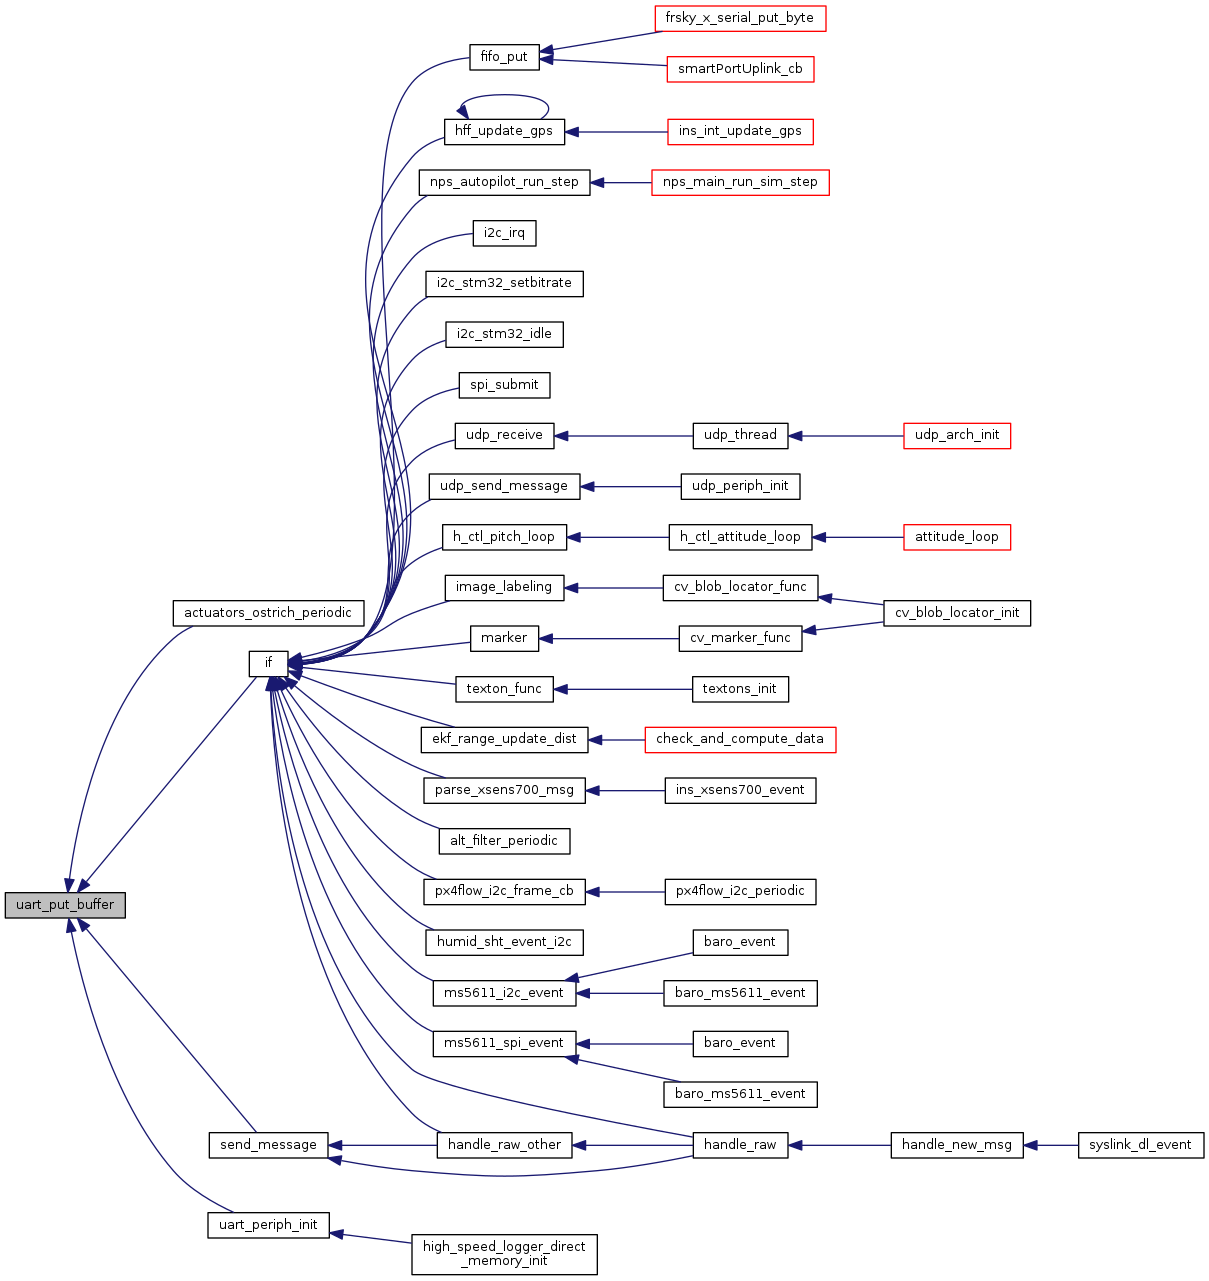 frsky_x_serial_put_byte
fifo_put
smartPortUplink_cb
hff_update_gps
ins_int_update_gps
nps_autopilot_run_step
nps_main_run_sim_step
i2c_irq
i2c_stm32_setbitrate
i2c_stm32_idle
spi_submit
udp_receive
udp_thread
udp_arch_init
udp_send_message
udp_periph_init
h_ctl_pitch_loop
h_ctl_attitude_loop
attitude_loop
image_labeling
cv_blob_locator_func
cv_blob_locator_init
actuators_ostrich_periodic
marker
cv_marker_func
if
texton_func
textons_init
ekf_range_update_dist
check_and_compute_data
parse_xsens700_msg
ins_xsens700_event
alt_filter_periodic
px4flow_i2c_frame_cb
px4flow_i2c_periodic
uart_put_buffer
humid_sht_event_i2c
baro_event
ms5611_i2c_event
baro_ms5611_event
ms5611_spi_event
baro_event
baro_ms5611_event
send_message
handle_raw_other
handle_raw
handle_new_msg
syslink_dl_event
uart_periph_init
high_speed_logger_direct
_memory_init